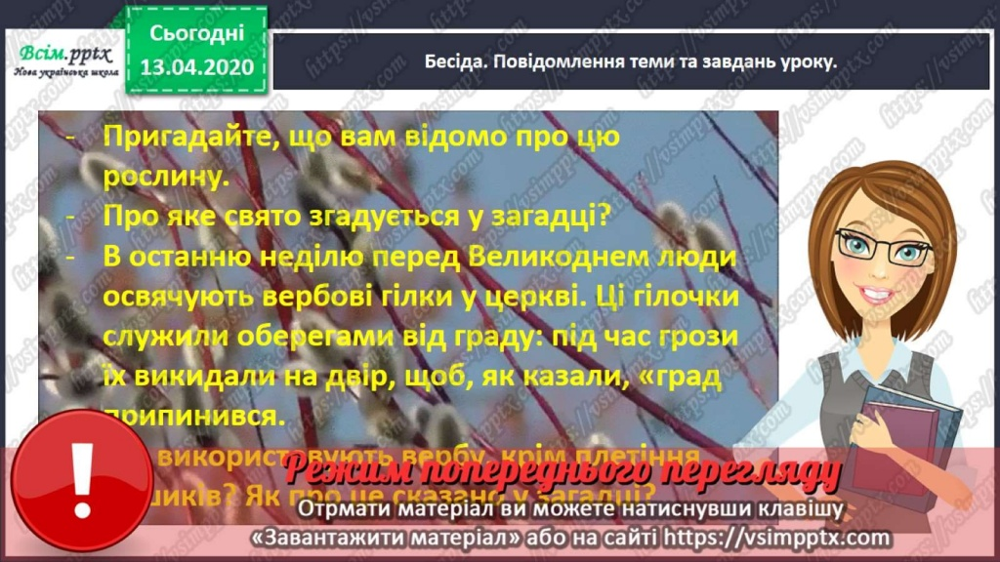 Всім.pptx
Нова українська школа
Сьогодні
13.04.2020
Бесіда. Повідомлення теми та завдань уроку.
- Пригадайте, що вам відомо про цю
рослину.
- Про яке свято згадується у загадці?
- В останню неділю перед Великоднем люди
освячують вербові гілки у церкві. Ці гілочки
служили оберегами від граду: під час грози
їх викидали на двір, щоб, як казали, «град
припинився.
використовують вербу, крім плетіння
? Як про це сказано у загадці?
!
Режим попереднього перегляду
Отрмати матеріал ви можете натиснувши клавішу
«Завантажити матеріал» або на сайті https://vsimpptx.com